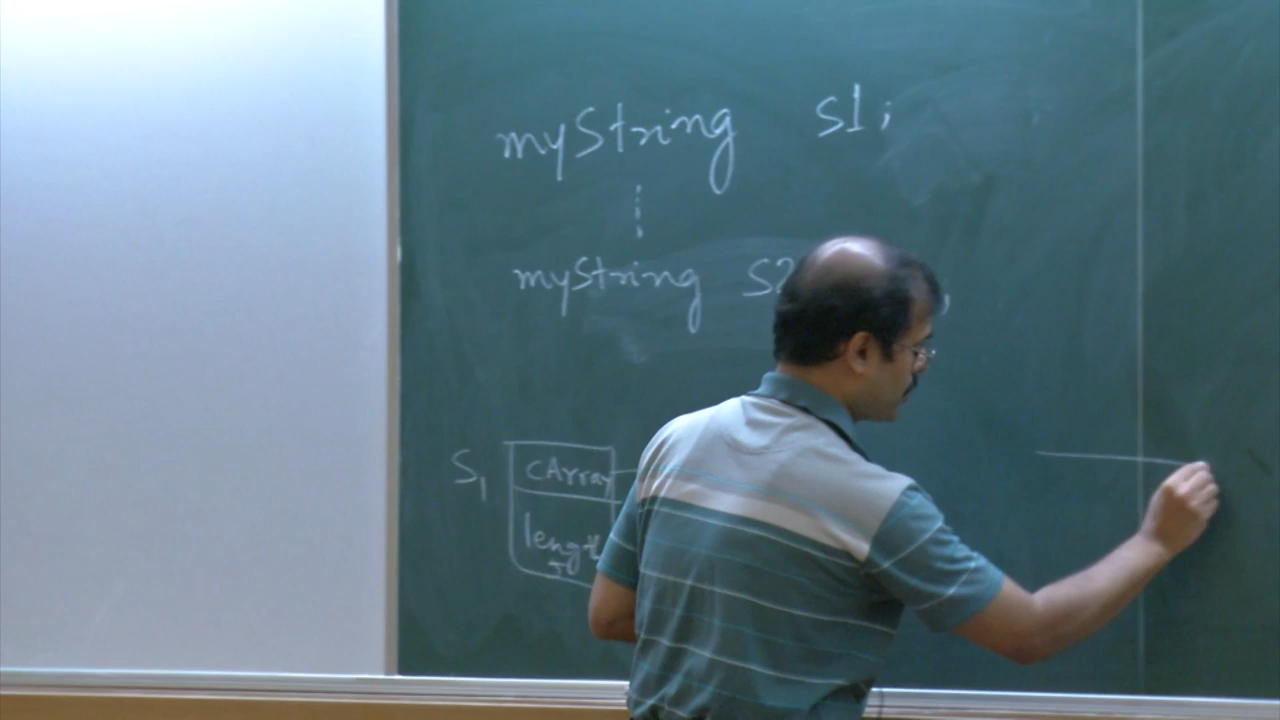 myString S1;
myString S2
S1
cArray
length